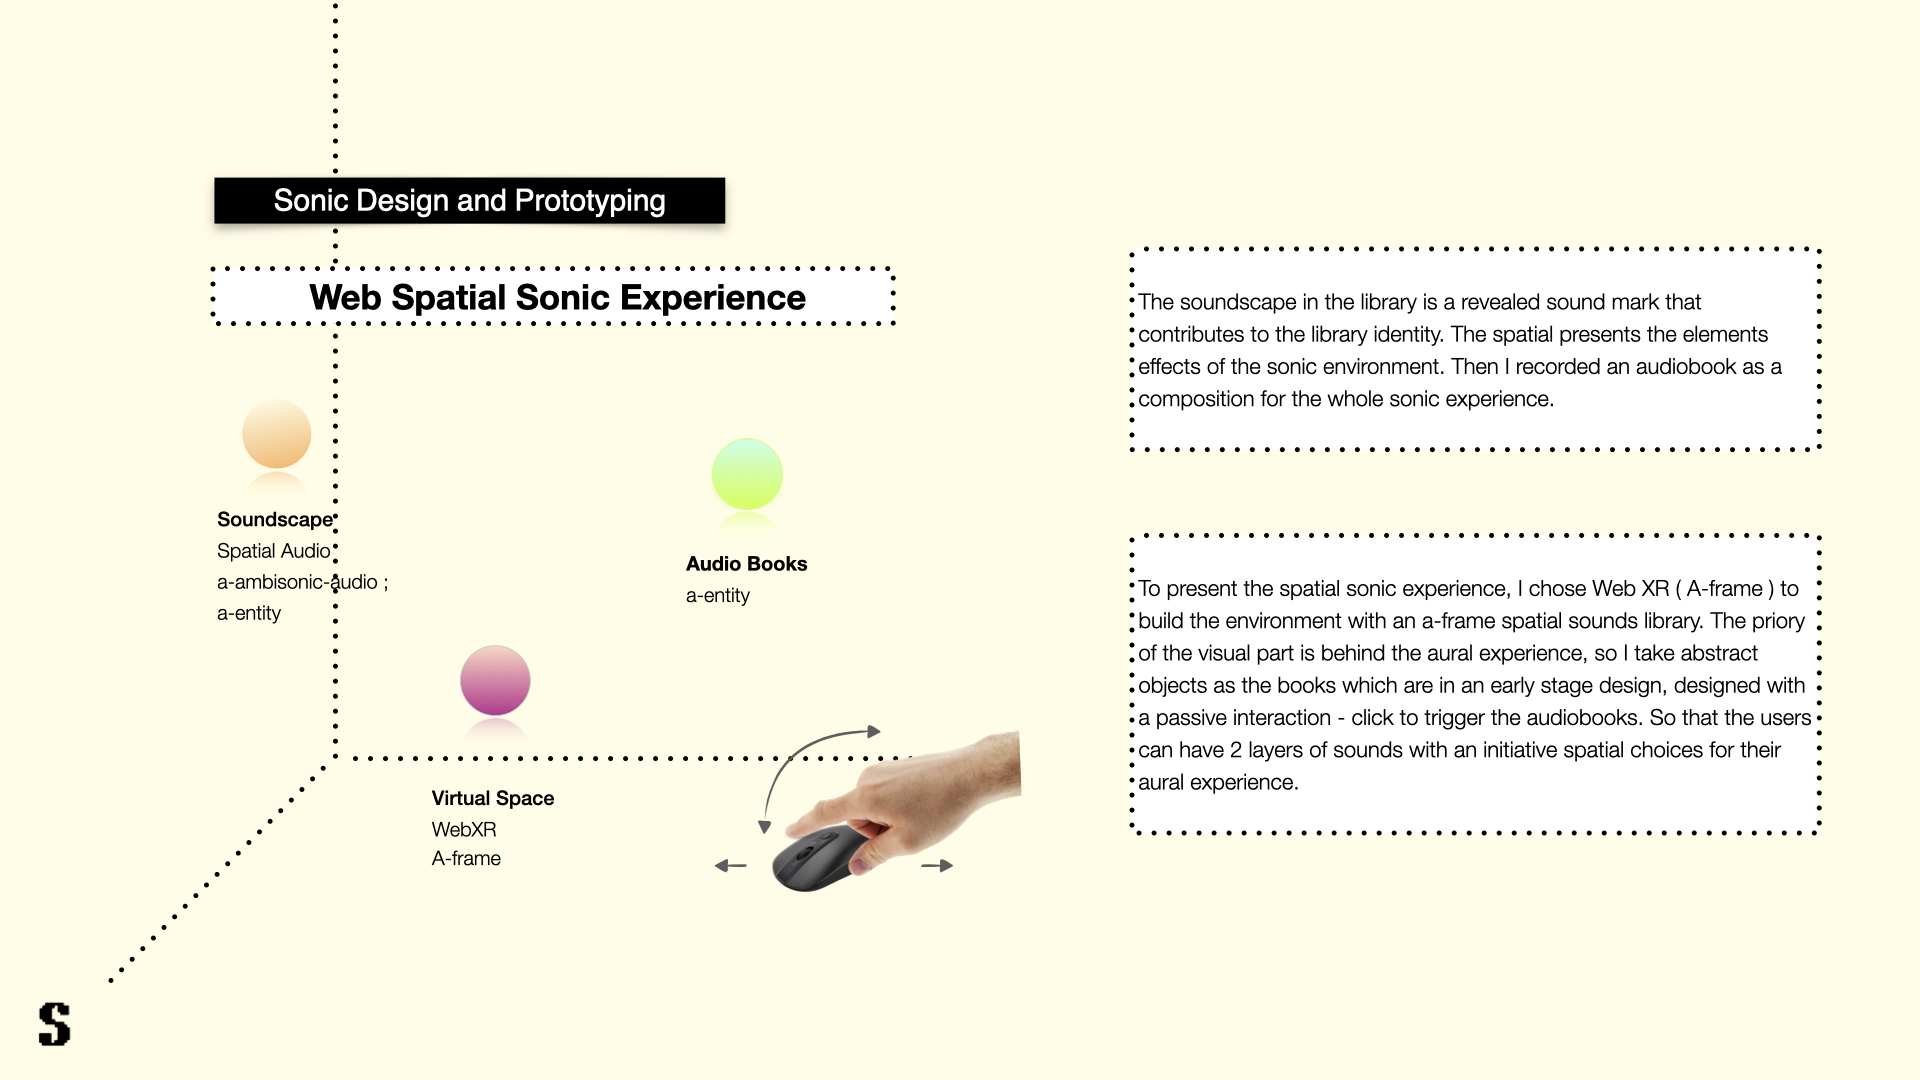 Sonic Design and Prototyping
Web Spatial Sonic Experience
Soundscape
Spatial Audio
a-ambisonic-audio ;
a-entity
Audio Books
a-entity
Virtual Space
WebXR
A-frame
The soundscape in the library is a revealed sound mark that
contributes to the library identity. The spatial presents the elements
effects of the sonic environment. Then I recorded an audiobook as a
composition for the whole sonic experience.
To present the spatial sonic experience, I chose Web XR ( A-frame ) to
build the environment with an a-frame spatial sounds library. The priory
of the visual part is behind the aural experience, so I take abstract
objects as the books which are in an early stage design, designed with
a passive interaction - click to trigger the audiobooks. So that the users
can have 2 layers of sounds with an initiative spatial choices for their
aural experience.
S